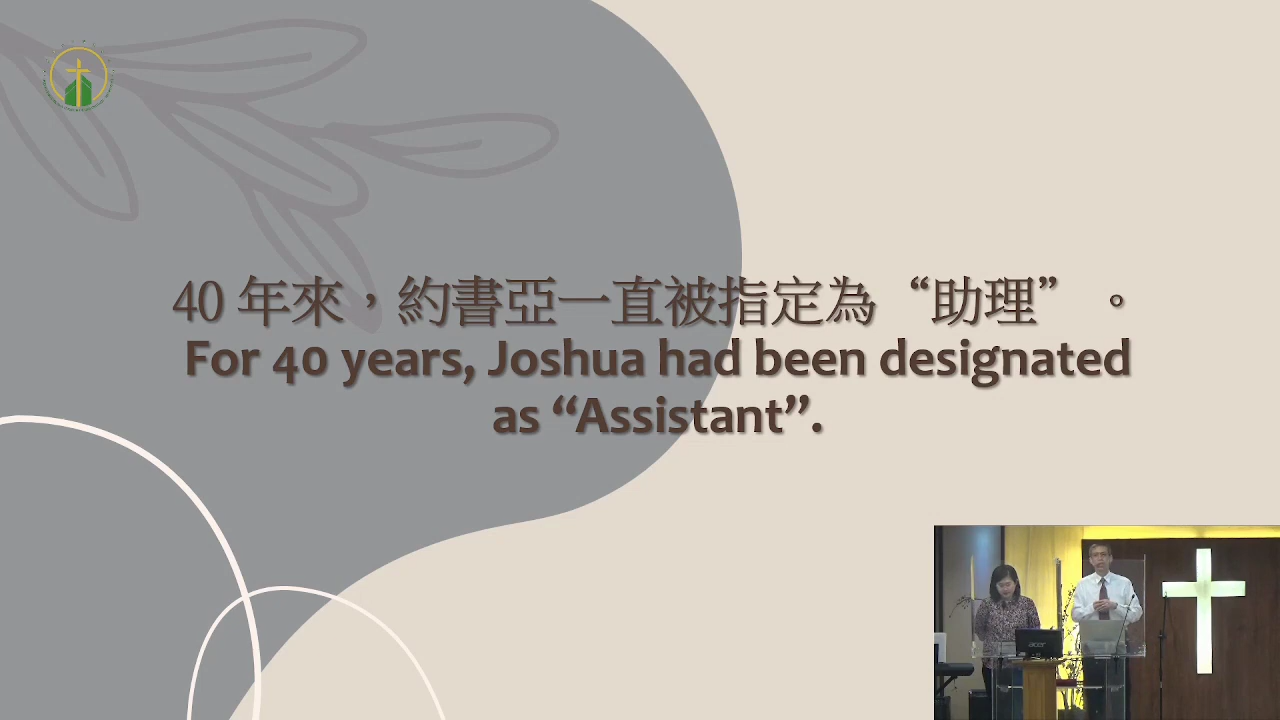 40 年來，約書亞一直被指定為“助理” 。
For 40 years, Joshua had been designated
as “Assistant”.
acer